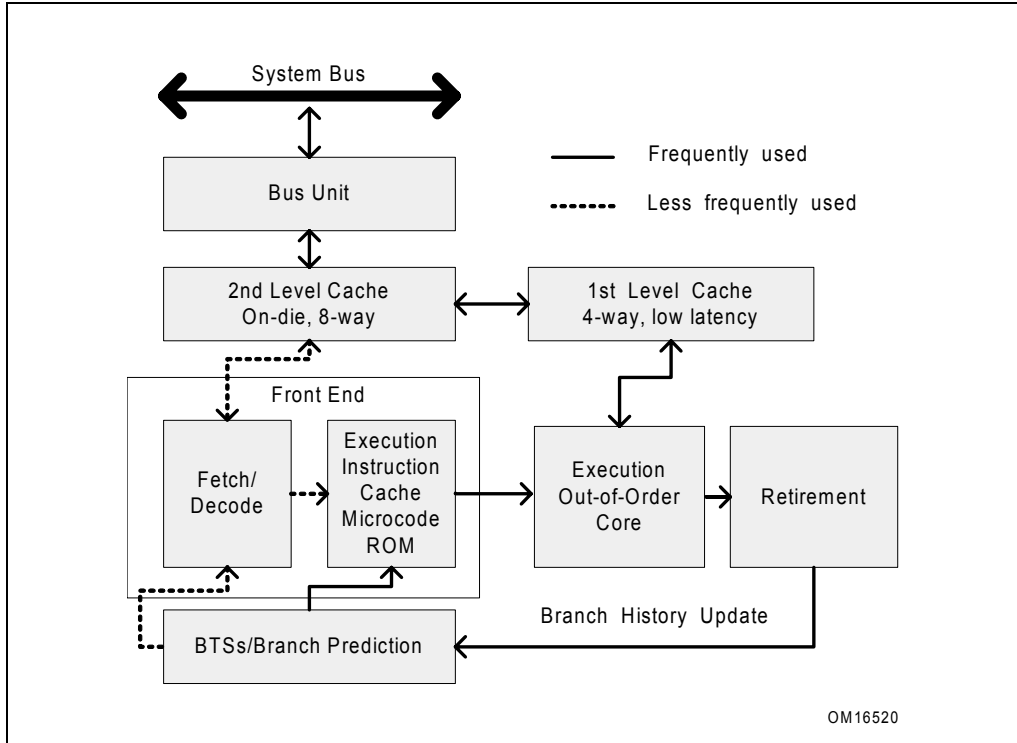 System Bus
Frequently used
Bus Unit
Less frequently used
2nd Level Cache
On-die, 8-way
1st Level Cache
4-way, low latency
Front End
Fetch/
Decode
Execution
Instruction
Cache
Microcode
ROM
Execution
Out-of-Order
Core
Retirement
Branch History Update
BTSs/Branch Prediction
OM16520